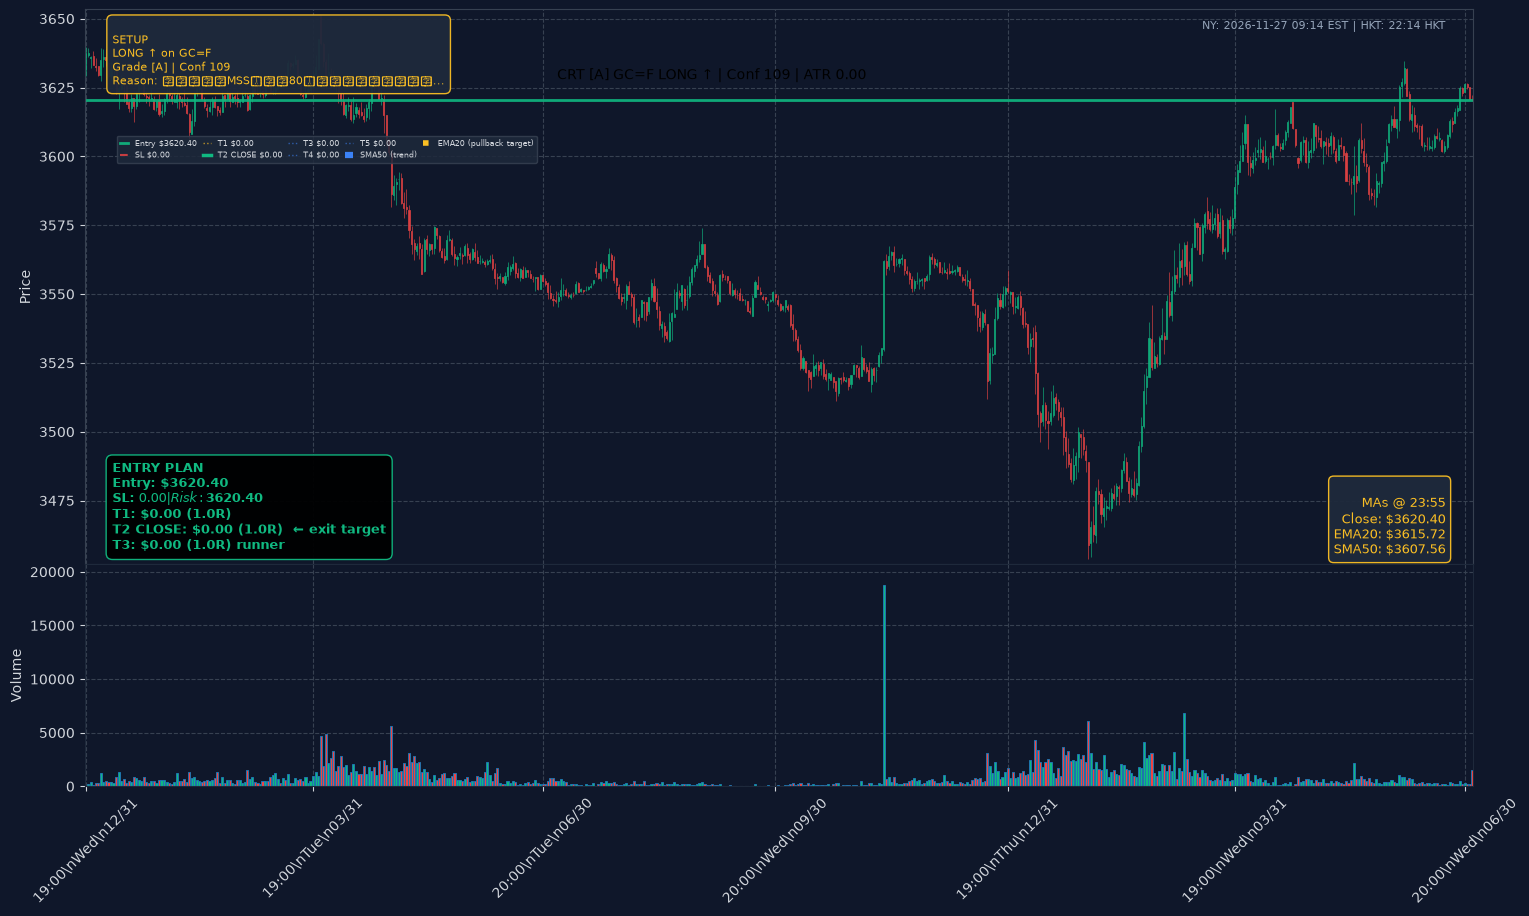 NY: 2026-11-27 09:14 EST | HKT: 22:14 HKT
SETUP
LONG ↑ on GC=F
Grade [A] | Conf 109
Reason: MSS 80 ...
CRT [A] GC=F LONG ↑ | Conf 109 | ATR 0.00
Entry $3620.40 T1 $0.00 T3 $0.00 T5 $0.00 EMA20 (pullback target)
SL $0.00 T2 CLOSE $0.00 T4 $0.00 SMA50 (trend)
Price
3650
3625
3600
3575
3550
3525
3500
3475
ENTRY PLAN
Entry: $3620.40
SL: 0.00|Risk:3620.40
T1: $0.00 (1.0R)
T2 CLOSE: $0.00 (1.0R) ← exit target
T3: $0.00 (1.0R) runner
MAs @ 23:55
Close: $3620.40
EMA20: $3615.72
SMA50: $3607.56
Volume
20000
15000
10000
5000
0
19:00\nWed\n12/31
19:00\nTue\n03/31
20:00\nTue\n06/30
20:00\nWed\n09/30
19:00\nThu\n12/31
19:00\nWed\n03/31
20:00\nWed\n06/30